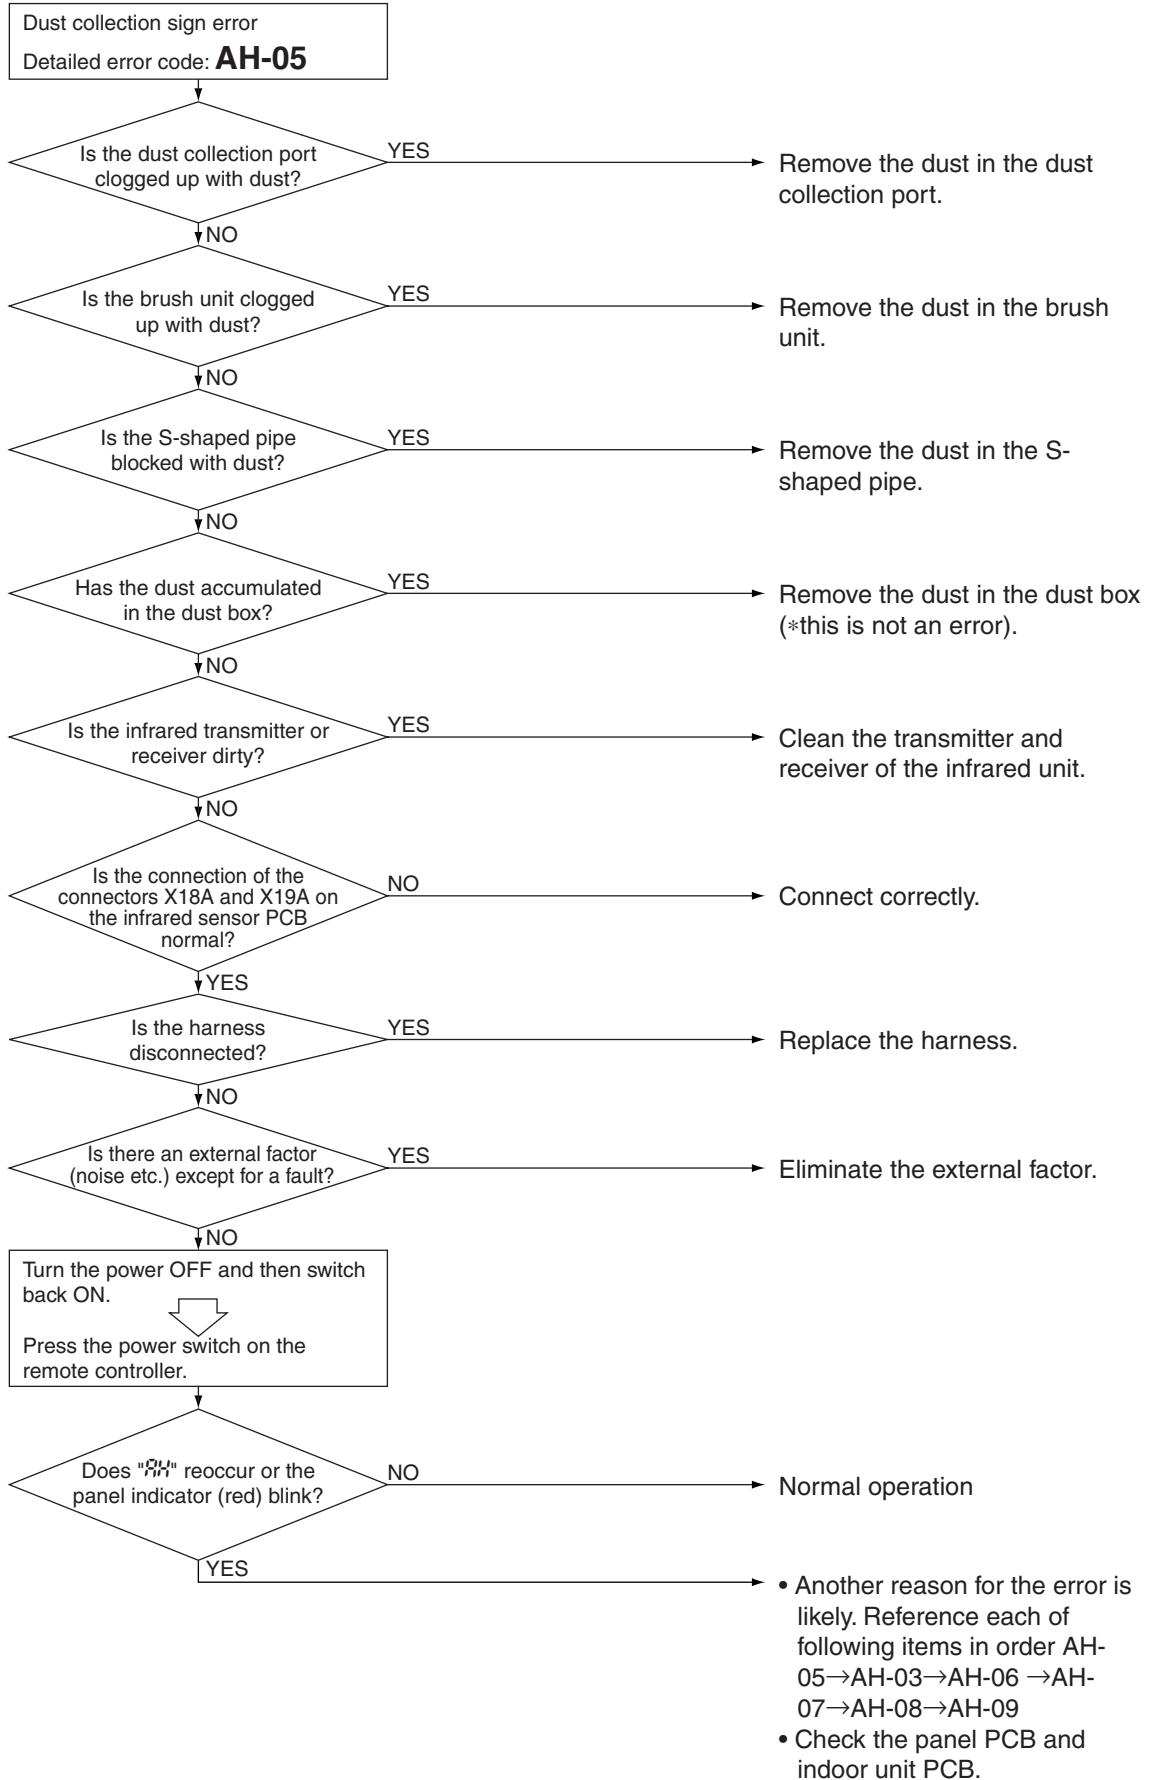 Dust collection sign error
Detailed error code: AH-05
Is the dust collection port
clogged up with dust?
YES
Remove the dust in the dust
collection port.
NO
Is the brush unit clogged
up with dust?
YES
Remove the dust in the brush
unit.
NO
Is the S-shaped pipe
blocked with dust?
YES
Remove the dust in the S-
shaped pipe.
NO
Has the dust accumulated
in the dust box?
YES
Remove the dust in the dust box
(*this is not an error).
NO
Is the infrared transmitter or
receiver dirty?
YES
Clean the transmitter and
receiver of the infrared unit.
NO
Is the connection of the
connectors X18A and X19A on
the infrared sensor PCB
normal?
NO
Connect correctly.
YES
Is the harness
disconnected?
YES
Replace the harness.
NO
Is there an external factor
(noise etc.) except for a fault?
YES
Eliminate the external factor.
NO
Turn the power OFF and then switch
back ON.
Press the power switch on the
remote controller.
Does "AH" reoccur or the
panel indicator (red) blink?
NO
Normal operation
YES
• Another reason for the error is
likely. Reference each of
following items in order AH-
05→AH-03→AH-06 →AH-
07→AH-08→AH-09
• Check the panel PCB and
indoor unit PCB.